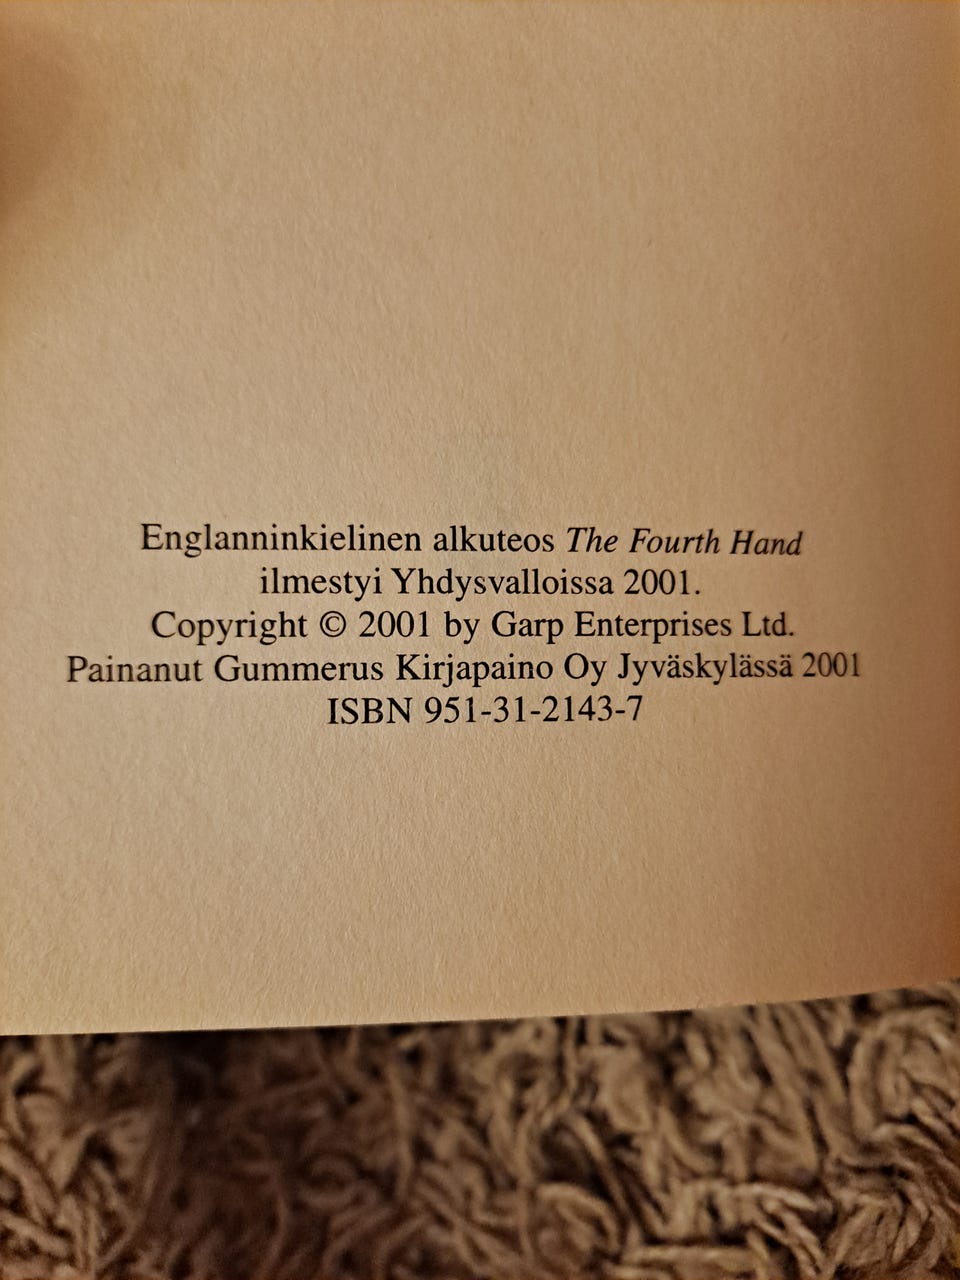 Englanninkielinen alkuteos The Fourth Hand
ilmestyi Yhdysvalloissa 2001.
Copyright © 2001 by Garp Enterprises Ltd.
Painanut Gummerus Kirjapaino Oy Jyväskylässä 2001
ISBN 951-31-2143-7